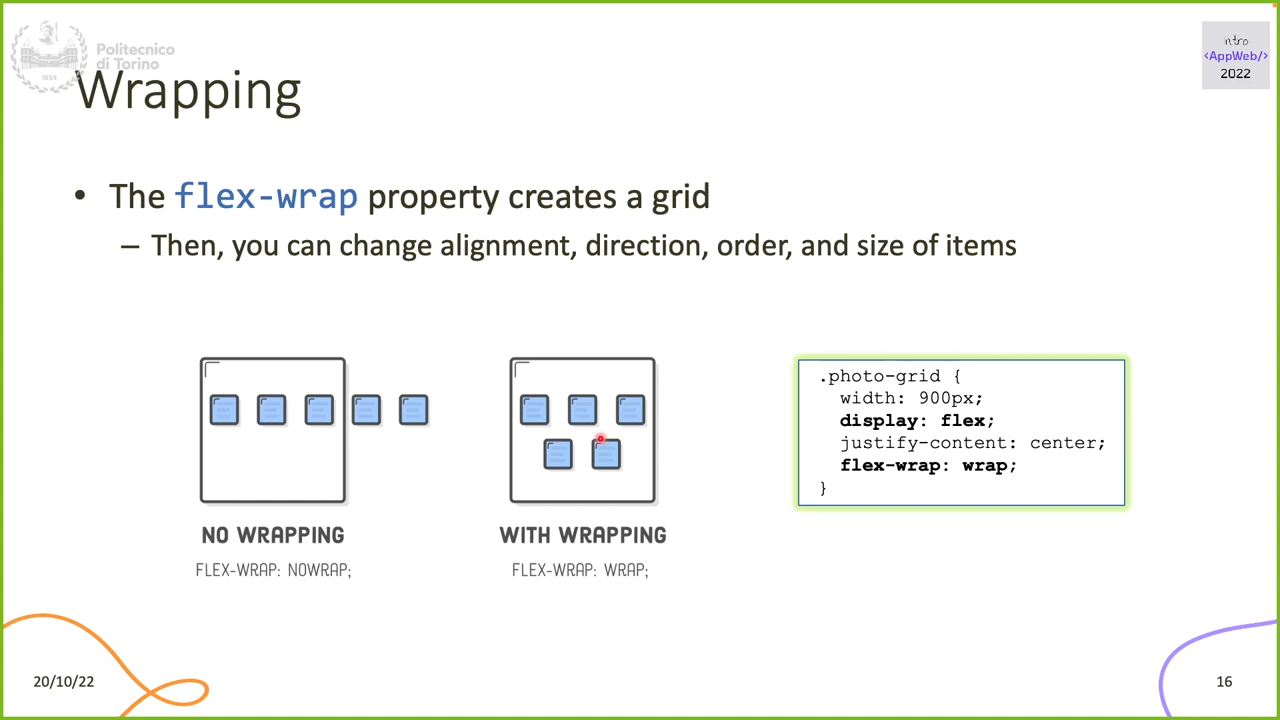 Politecnico
di Torino
1859
intro
<AppWeb/>
2022
Wrapping
• The flex-wrap property creates a grid
– Then, you can change alignment, direction, order, and size of items
NO WRAPPING
FLEX-WRAP: NOWRAP;
WITH WRAPPING
FLEX-WRAP: WRAP;
.photo-grid {
width: 900px;
display: flex;
justify-content: center;
flex-wrap: wrap;
}
20/10/22
16